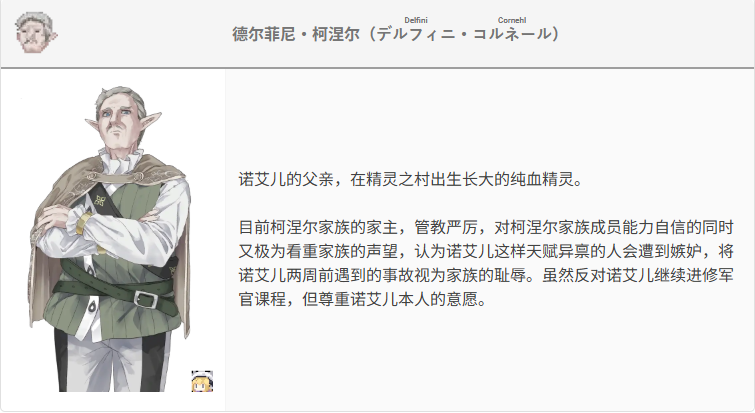 Delfini Cornehl
德尔菲尼・柯涅尔（デルフィニ・コルネール）
诺艾儿的父亲，在精灵之村出生长大的纯血精灵。
目前柯涅尔家族的家主，管教严厉，对柯涅尔家族成员能力自信的同时
又极为看重家族的声望，认为诺艾儿这样天赋异禀的人会遭到嫉妒，将
诺艾儿两周前遇到的事故视为家族的耻辱。虽然反对诺艾儿继续进修军
官课程，但尊重诺艾儿本人的意愿。